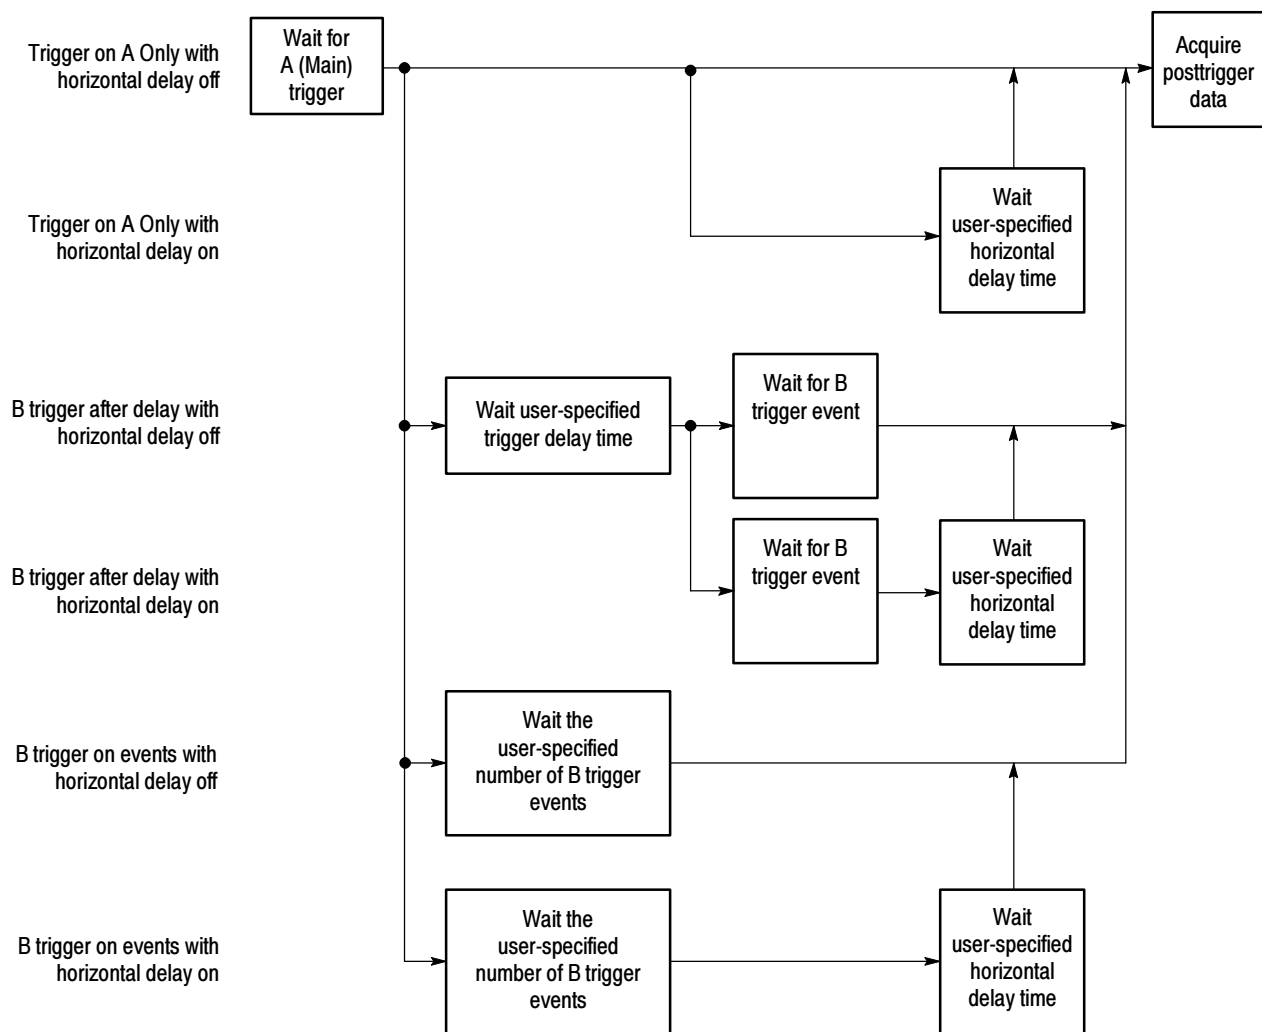 Trigger on A Only with
horizontal delay off
Wait for
A (Main)
trigger
Acquire
posttrigger
data
Trigger on A Only with
horizontal delay on
Wait
user-specified
horizontal
delay time
B trigger after delay with
horizontal delay off
Wait user-specified
trigger delay time
Wait for B
trigger event
B trigger after delay with
horizontal delay on
Wait for B
trigger event
Wait
user-specified
horizontal
delay time
B trigger on events with
horizontal delay off
Wait the
user-specified
number of B trigger
events
B trigger on events with
horizontal delay on
Wait the
user-specified
number of B trigger
events
Wait
user-specified
horizontal
delay time